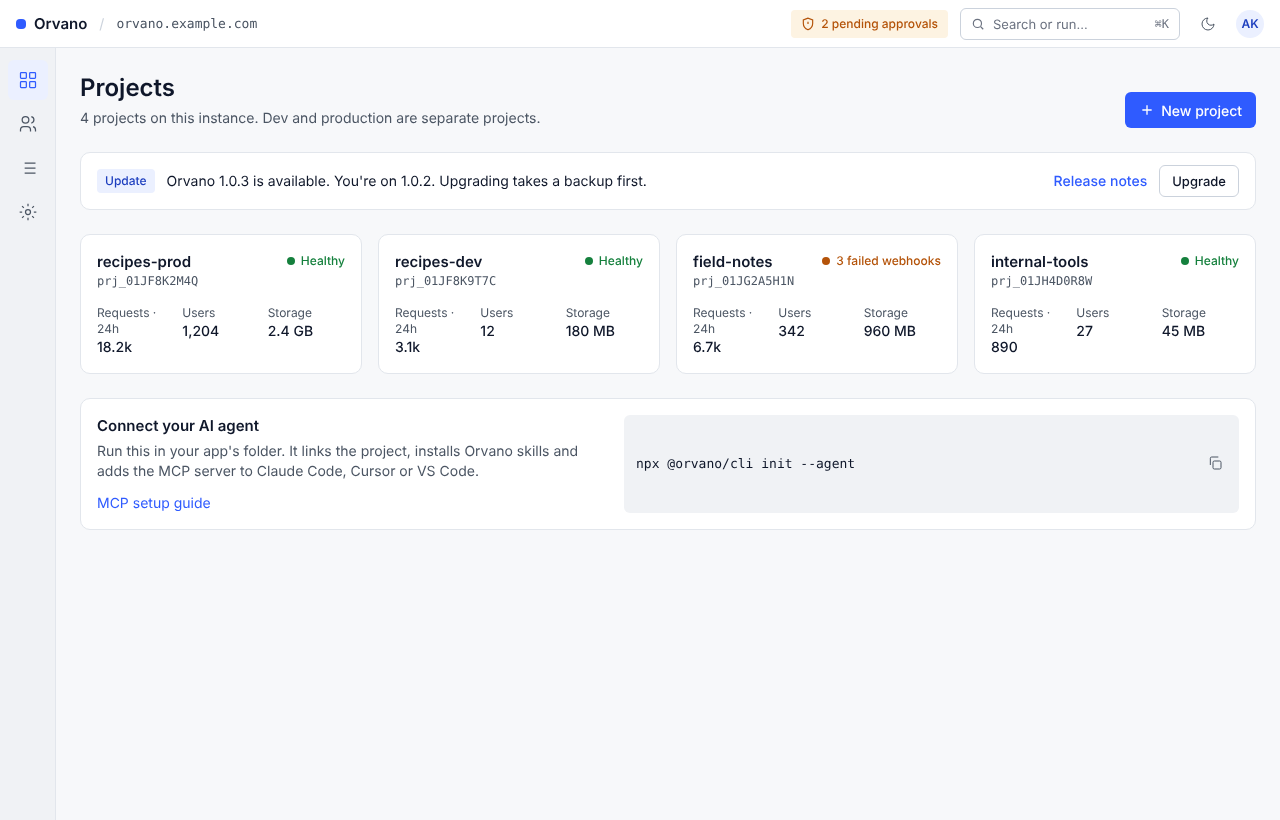 Orvano / orvano.example.com
2 pending approvals
Search or run... ⌘K
AK
Projects
4 projects on this instance. Dev and production are separate projects.
+ New project
Update Orvano 1.0.3 is available. You're on 1.0.2. Upgrading takes a backup first.
Release notes Upgrade
recipes-prod Healthy
prj_01JF8K2M4Q
Requests · 24h
18.2k
Users
1,204
Storage
2.4 GB
recipes-dev Healthy
prj_01JF8K9T7C
Requests · 24h
3.1k
Users
12
Storage
180 MB
field-notes 3 failed webhooks
prj_01JG2A5H1N
Requests · 24h
6.7k
Users
342
Storage
960 MB
internal-tools Healthy
prj_01JH4D0R8W
Requests · 24h
890
Users
27
Storage
45 MB
Connect your AI agent
Run this in your app's folder. It links the project, installs Orvano skills and
adds the MCP server to Claude Code, Cursor or VS Code.
MCP setup guide
npx @orvano/cli init --agent